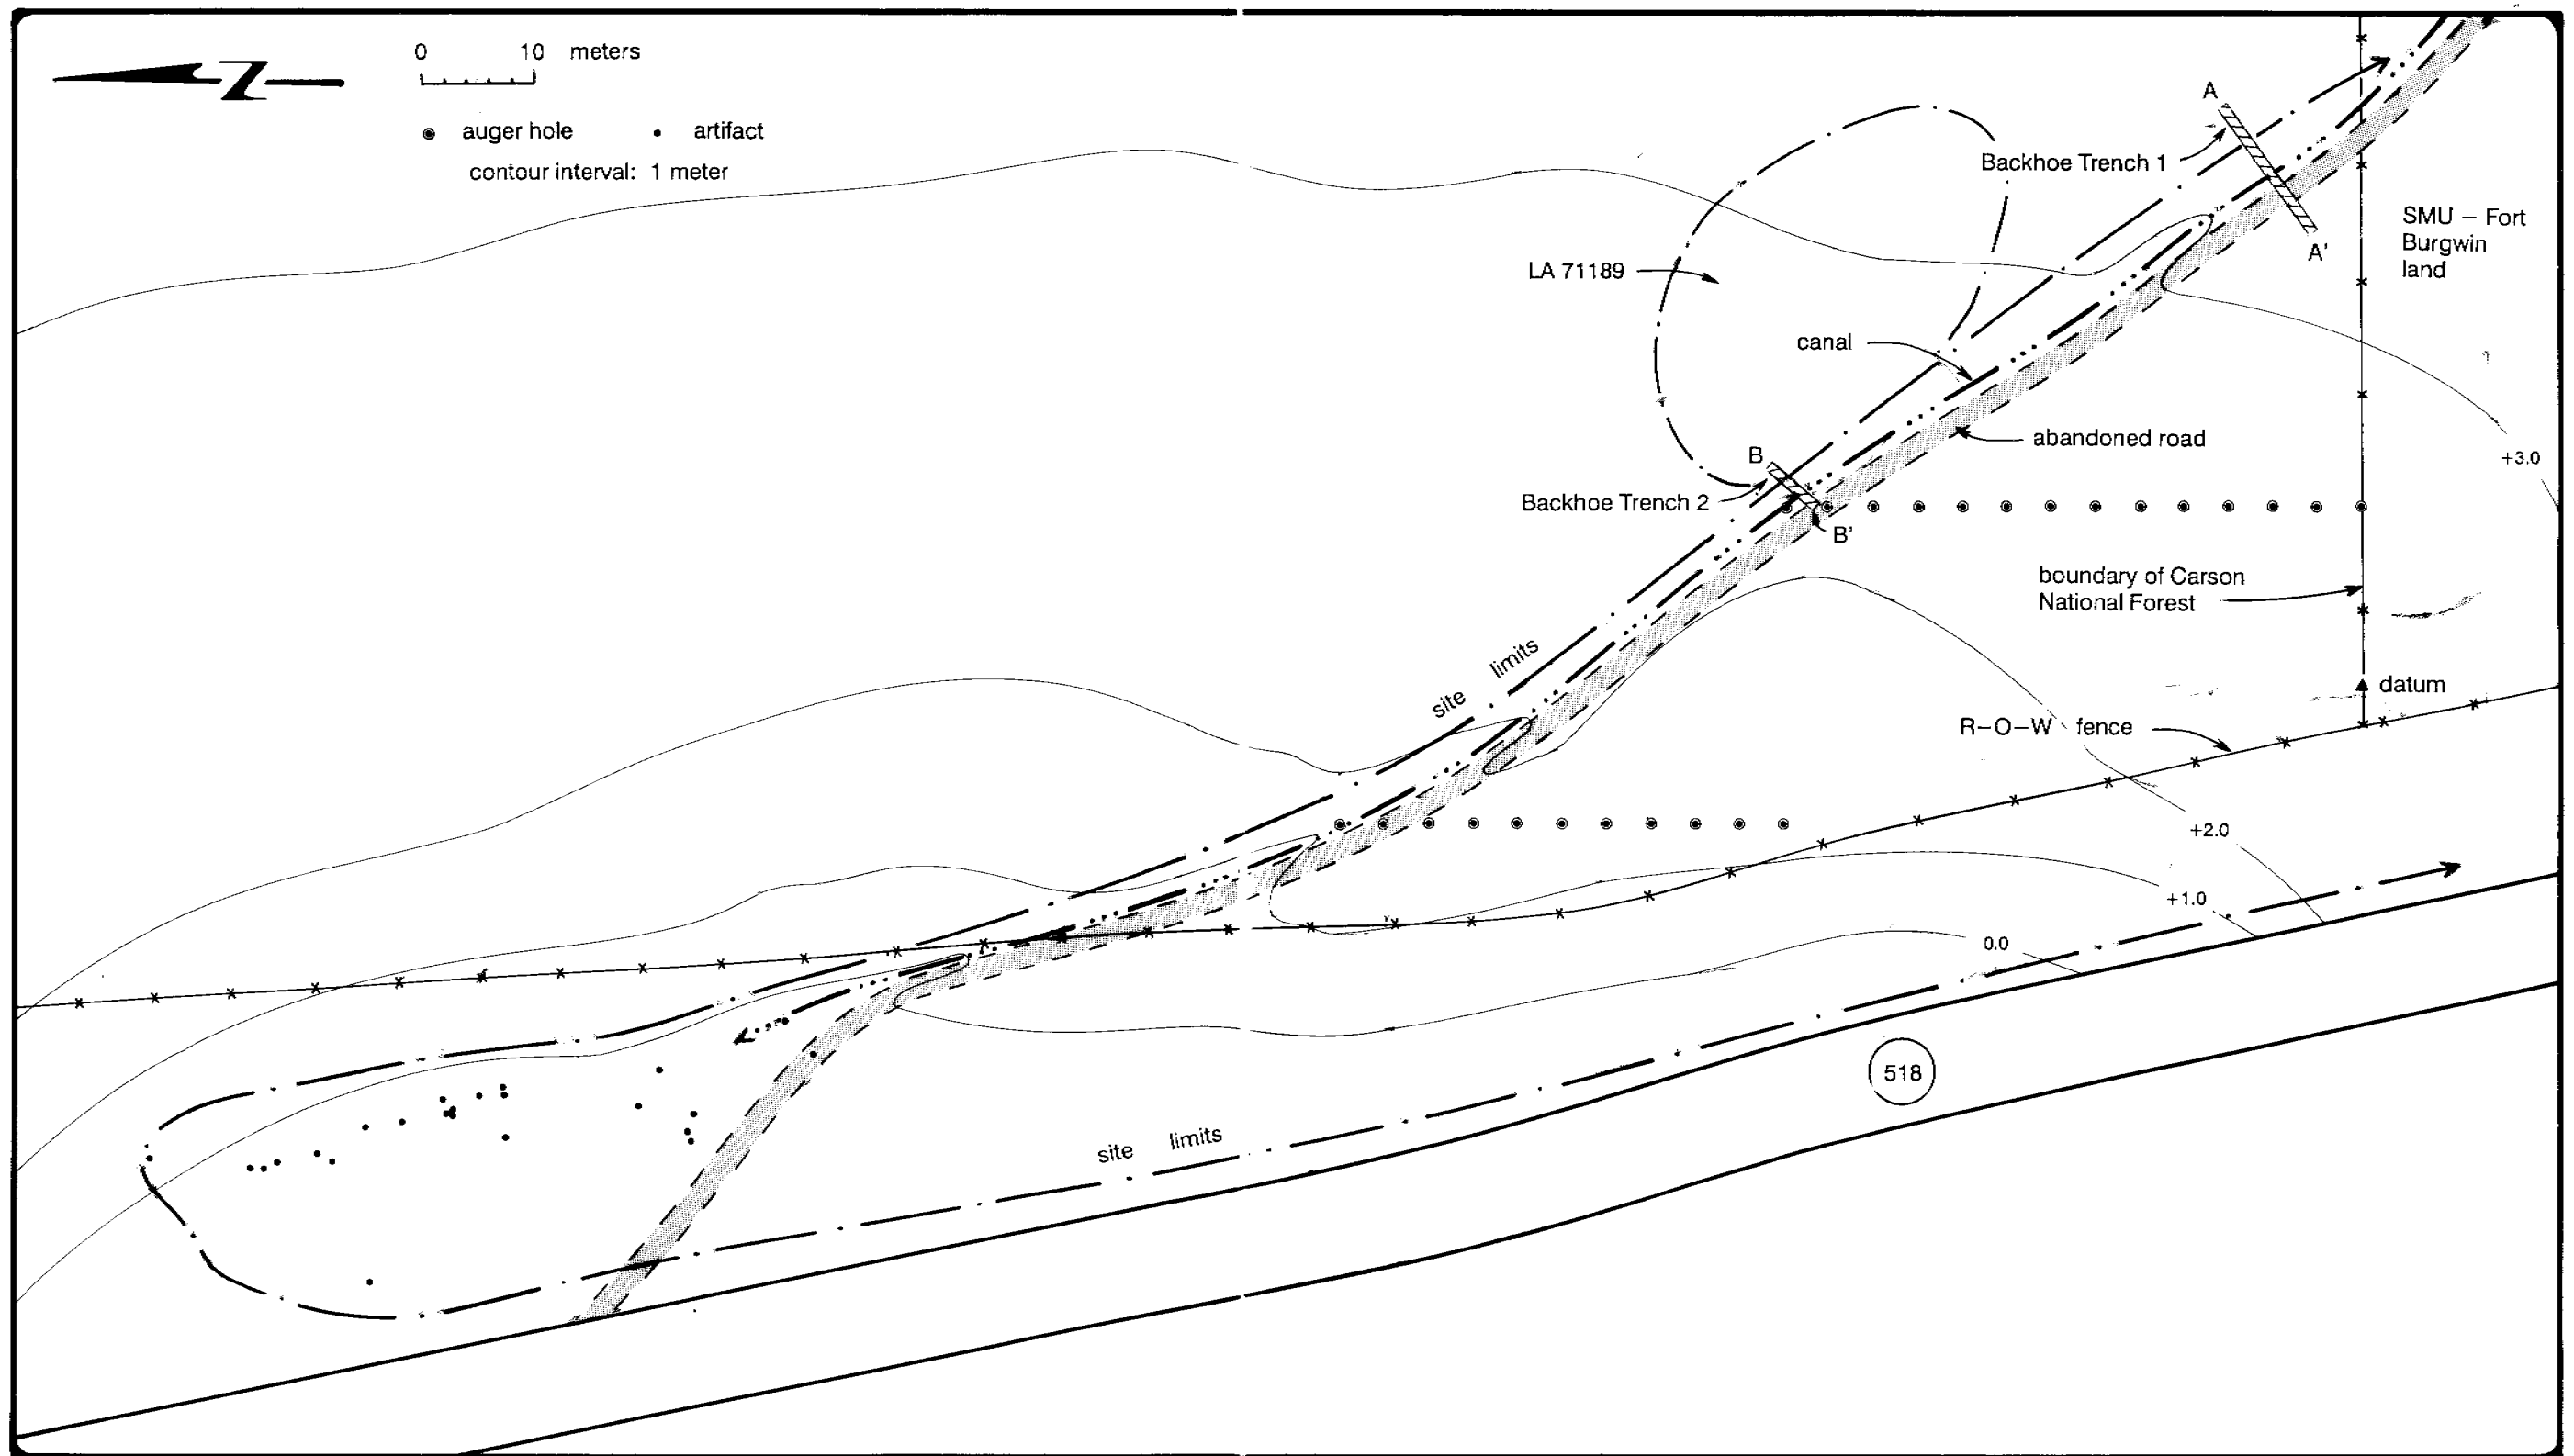 0 10 meters
Z
auger hole artifact
contour interval: 1 meter
A
Backhoe Trench 1
SMU – Fort
Burgwin
land
A'
LA 71189
canal
abandoned road
B
+3.0
Backhoe Trench 2
B'
boundary of Carson
National Forest
site limits
datum
R-O-W fence
+2.0
+1.0
0.0
518
site limits